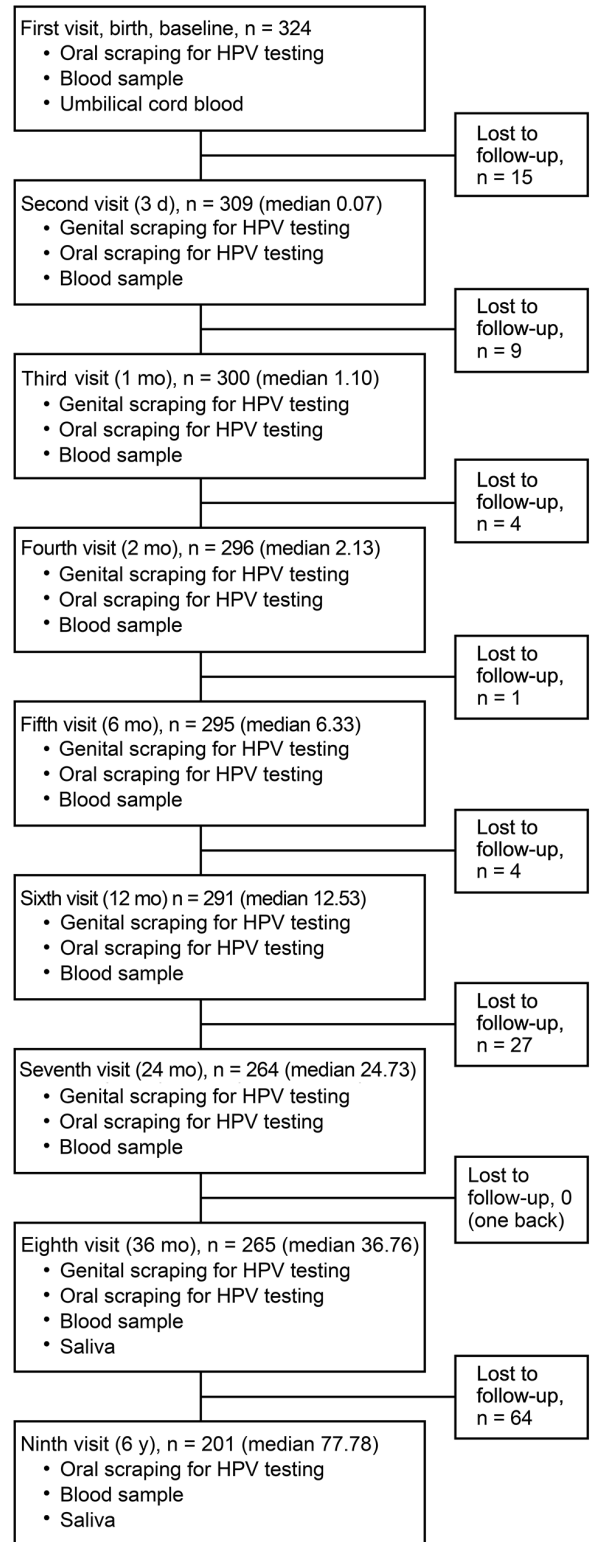 First visit, birth, baseline, n = 324
• Oral scraping for HPV testing
• Blood sample
• Umbilical cord blood
Lost to
follow-up,
n = 15
Second visit (3 d), n = 309 (median 0.07)
• Genital scraping for HPV testing
• Oral scraping for HPV testing
• Blood sample
Lost to
follow-up,
n = 9
Third visit (1 mo), n = 300 (median 1.10)
• Genital scraping for HPV testing
• Oral scraping for HPV testing
• Blood sample
Lost to
follow-up,
n = 4
Fourth visit (2 mo), n = 296 (median 2.13)
• Genital scraping for HPV testing
• Oral scraping for HPV testing
• Blood sample
Lost to
follow-up,
n = 1
Fifth visit (6 mo), n = 295 (median 6.33)
• Genital scraping for HPV testing
• Oral scraping for HPV testing
• Blood sample
Lost to
follow-up,
n = 4
Sixth visit (12 mo) n = 291 (median 12.53)
• Genital scraping for HPV testing
• Oral scraping for HPV testing
• Blood sample
Lost to
follow-up,
n = 27
Seventh visit (24 mo), n = 264 (median 24.73)
• Genital scraping for HPV testing
• Oral scraping for HPV testing
• Blood sample
Lost to
follow-up, 0
(one back)
Eighth visit (36 mo), n = 265 (median 36.76)
• Genital scraping for HPV testing
• Oral scraping for HPV testing
• Blood sample
• Saliva
Lost to
follow-up,
n = 64
Ninth visit (6 y), n = 201 (median 77.78)
• Oral scraping for HPV testing
• Blood sample
• Saliva